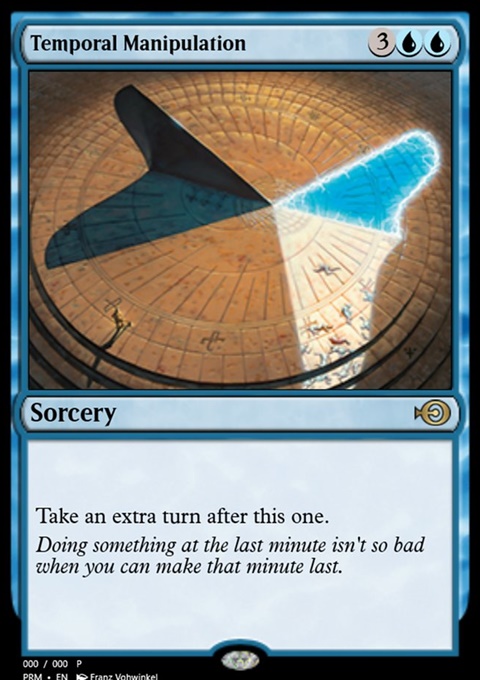 Temporal Manipulation 3
Sorcery
Take an extra turn after this one.
Doing something at the last minute isn't so bad
when you can make that minute last.
000 / 000 P
PRM • EN Franz Vohwinkel